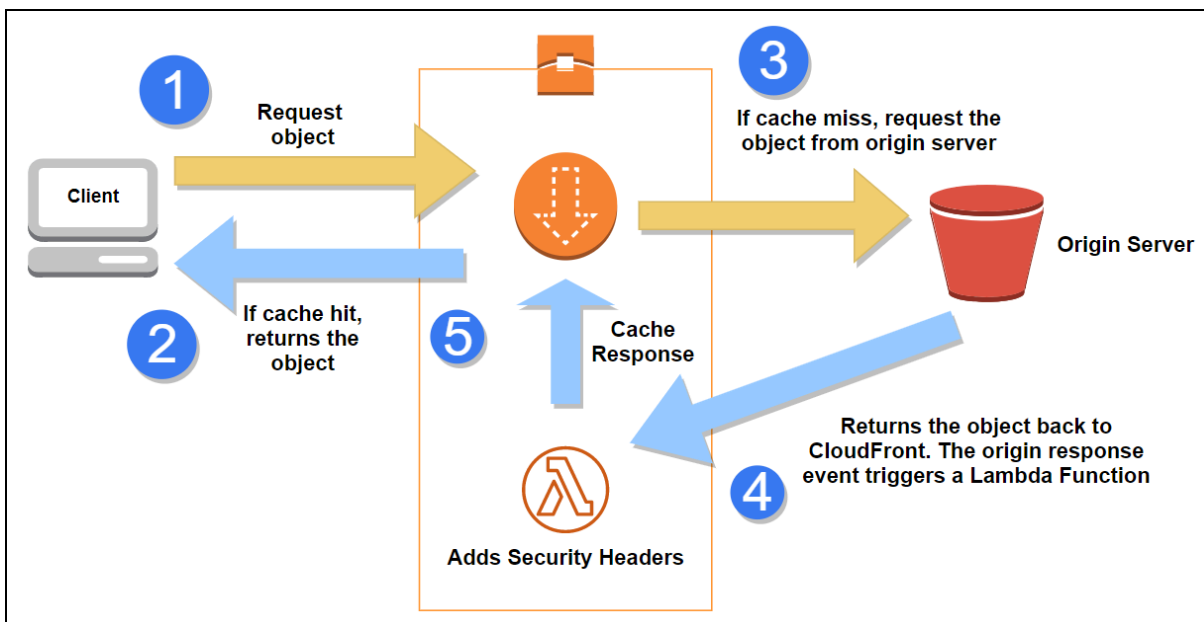 1
Request
object
Client
2
If cache hit,
returns the
object
3
If cache miss, request the
object from origin server
Origin Server
4
Returns the object back to
CloudFront. The origin response
event triggers a Lambda Function
5
Cache
Response
Adds Security Headers